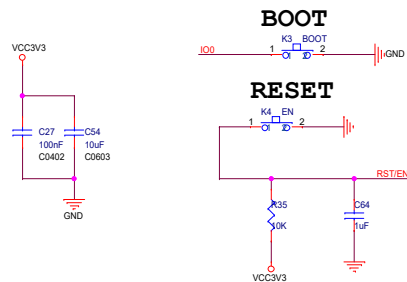 BOOT
VCC3V3
K3 BOOT
IO0
1 2
GND
RESET
K4 EN
1 2
C27
100nF
C0402
C54
10uF
C0603
RST/EN
R35
10K
C64
1uF
GND
VCC3V3